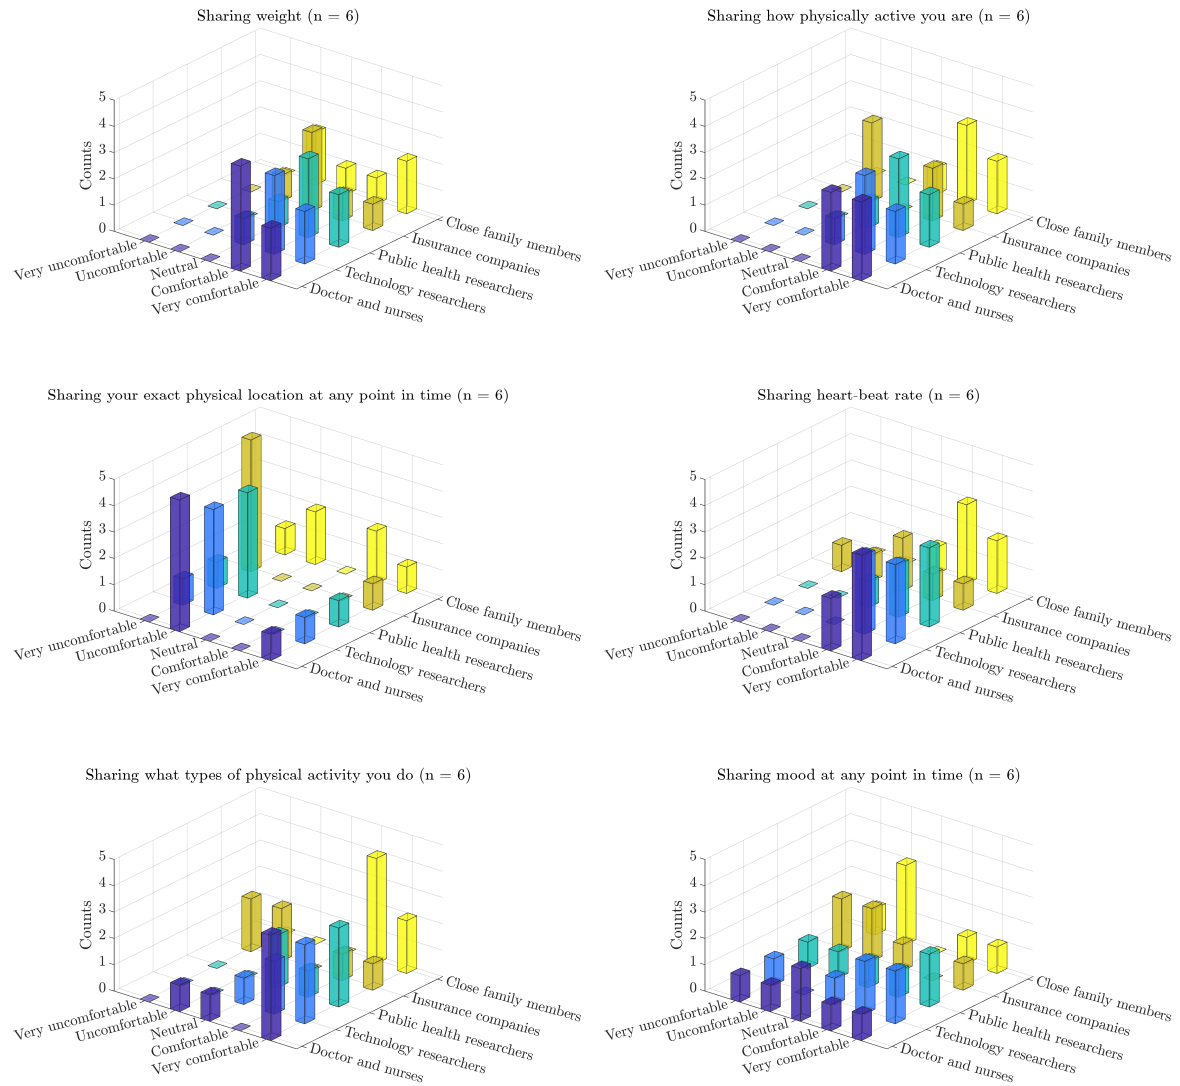 Sharing weight (n = 6)
5
4
3
2
1
0
Counts
Very uncomfortable
Uncomfortable
Neutral
Comfortable
Very comfortable
Close family members
Insurance companies
Public health researchers
Technology researchers
Doctor and nurses
Sharing how physically active you are (n = 6)
5
4
3
2
1
0
Counts
Very uncomfortable
Uncomfortable
Neutral
Comfortable
Very comfortable
Close family members
Insurance companies
Public health researchers
Technology researchers
Doctor and nurses
Sharing your exact physical location at any point in time (n = 6)
5
4
3
2
1
0
Counts
Very uncomfortable
Uncomfortable
Neutral
Comfortable
Very comfortable
Close family members
Insurance companies
Public health researchers
Technology researchers
Doctor and nurses
Sharing heart-beat rate (n = 6)
5
4
3
2
1
0
Counts
Very uncomfortable
Uncomfortable
Neutral
Comfortable
Very comfortable
Close family members
Insurance companies
Public health researchers
Technology researchers
Doctor and nurses
Sharing what types of physical activity you do (n = 6)
5
4
3
2
1
0
Counts
Very uncomfortable
Uncomfortable
Neutral
Comfortable
Very comfortable
Close family members
Insurance companies
Public health researchers
Technology researchers
Doctor and nurses
Sharing mood at any point in time (n = 6)
5
4
3
2
1
0
Counts
Very uncomfortable
Uncomfortable
Neutral
Comfortable
Very comfortable
Close family members
Insurance companies
Public health researchers
Technology researchers
Doctor and nurses